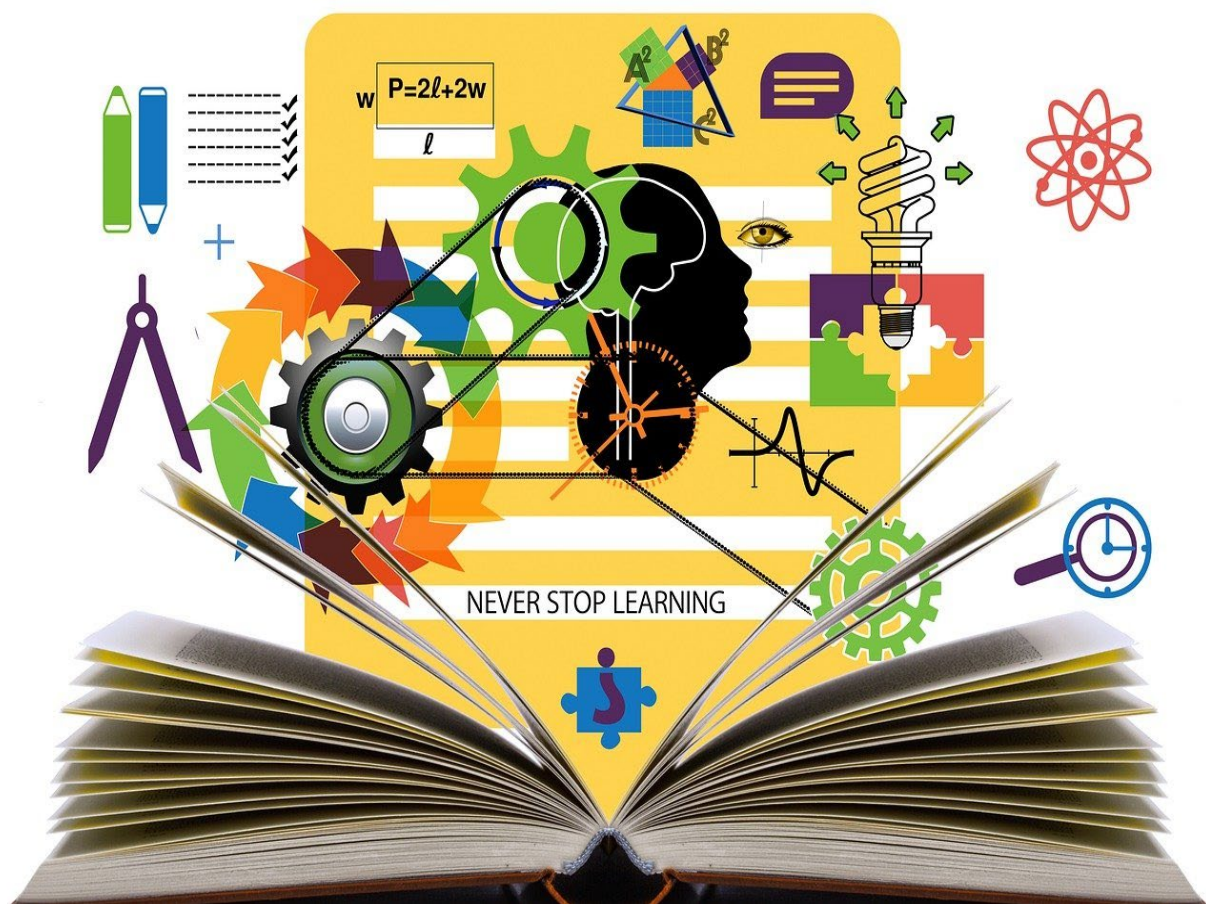 P=2ℓ+2w
w
ℓ
A²
B²
C²
NEVER STOP LEARNING